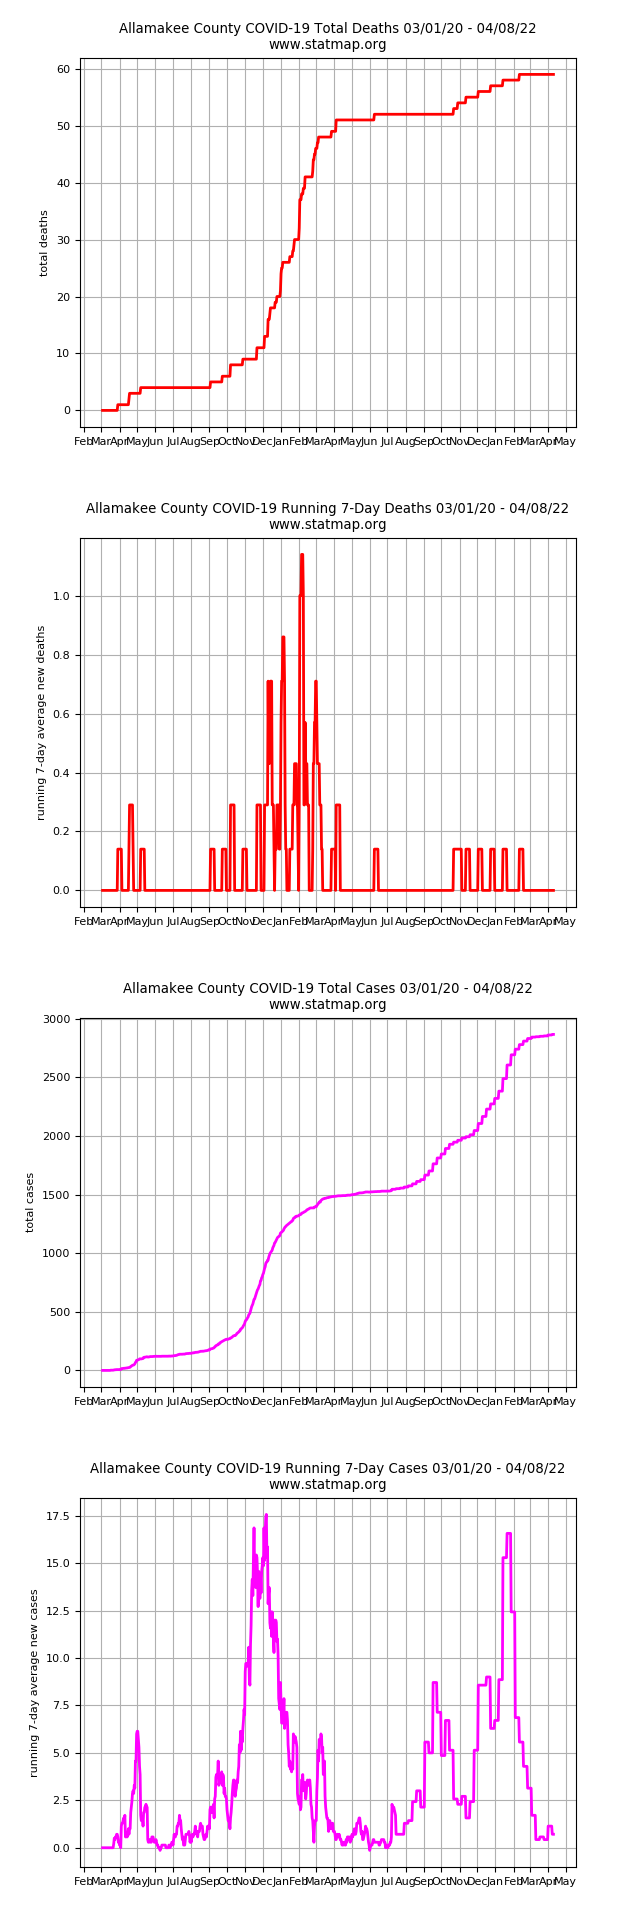 Allamakee County COVID-19 Total Deaths 03/01/20 - 04/08/22
www.statmap.org
60
50
40
30
20
10
0
total deaths
Feb Mar Apr May Jun Jul Aug Sep Oct Nov Dec Jan Feb Mar Apr May Jun Jul Aug Sep Oct Nov Dec Jan Feb Mar Apr May
Allamakee County COVID-19 Running 7-Day Deaths 03/01/20 - 04/08/22
www.statmap.org
1.0
0.8
0.6
0.4
0.2
0.0
running 7-day average new deaths
Feb Mar Apr May Jun Jul Aug Sep Oct Nov Dec Jan Feb Mar Apr May Jun Jul Aug Sep Oct Nov Dec Jan Feb Mar Apr May
Allamakee County COVID-19 Total Cases 03/01/20 - 04/08/22
www.statmap.org
3000
2500
2000
1500
1000
500
0
total cases
Feb Mar Apr May Jun Jul Aug Sep Oct Nov Dec Jan Feb Mar Apr May Jun Jul Aug Sep Oct Nov Dec Jan Feb Mar Apr May
Allamakee County COVID-19 Running 7-Day Cases 03/01/20 - 04/08/22
www.statmap.org
17.5
15.0
12.5
10.0
7.5
5.0
2.5
0.0
running 7-day average new cases
Feb Mar Apr May Jun Jul Aug Sep Oct Nov Dec Jan Feb Mar Apr May Jun Jul Aug Sep Oct Nov Dec Jan Feb Mar Apr May